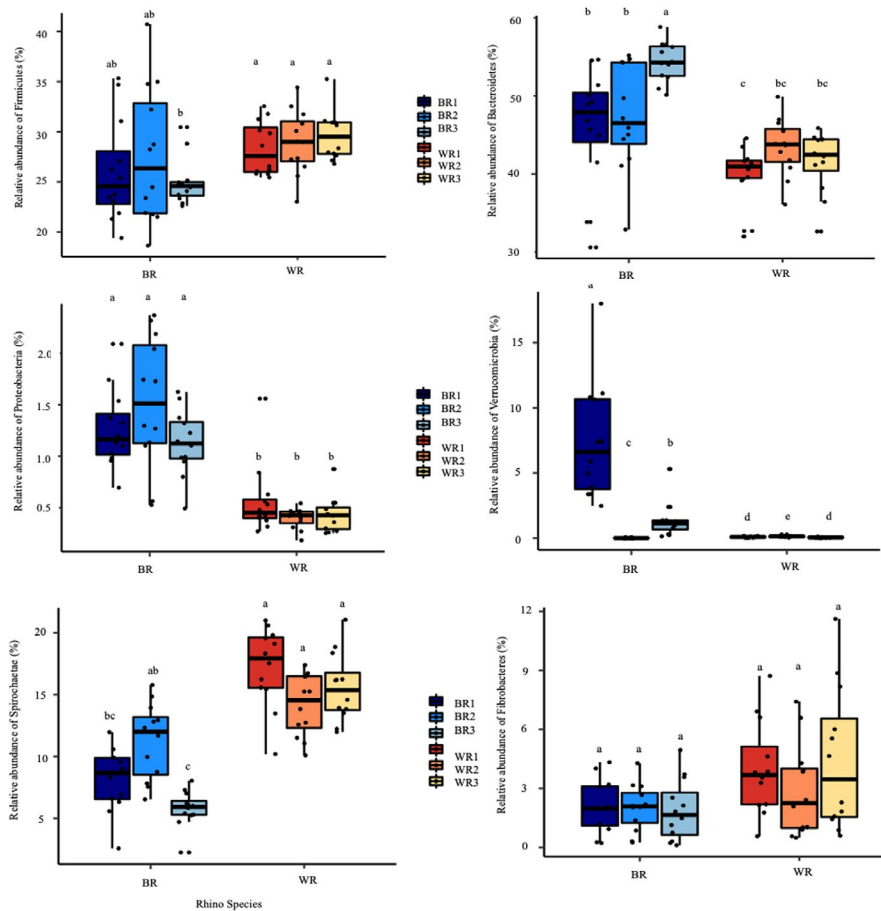 Relative abundance of Firmicutes (%)
40
35
30
25
20
ab
ab
b
a
a
a
BR
WR
BR1
BR2
BR3
WR1
WR2
WR3
Relative abundance of Bacteroidetes (%)
60
50
40
30
b
b
a
c
bc
bc
BR
WR
Relative abundance of Proteobacteria (%)
2.0
1.5
1.0
0.5
a
a
a
b
b
b
BR
WR
BR1
BR2
BR3
WR1
WR2
WR3
Relative abundance of Verrucomicrobia (%)
15
10
5
0
a
c
b
d
e
d
BR
WR
Relative abundance of Spirochaetae (%)
20
15
10
5
bc
ab
c
a
a
a
BR
WR
Rhino Species
BR1
BR2
BR3
WR1
WR2
WR3
Relative abundance of Fibrobacteres (%)
12
9
6
3
0
a
a
a
a
a
a
BR
WR